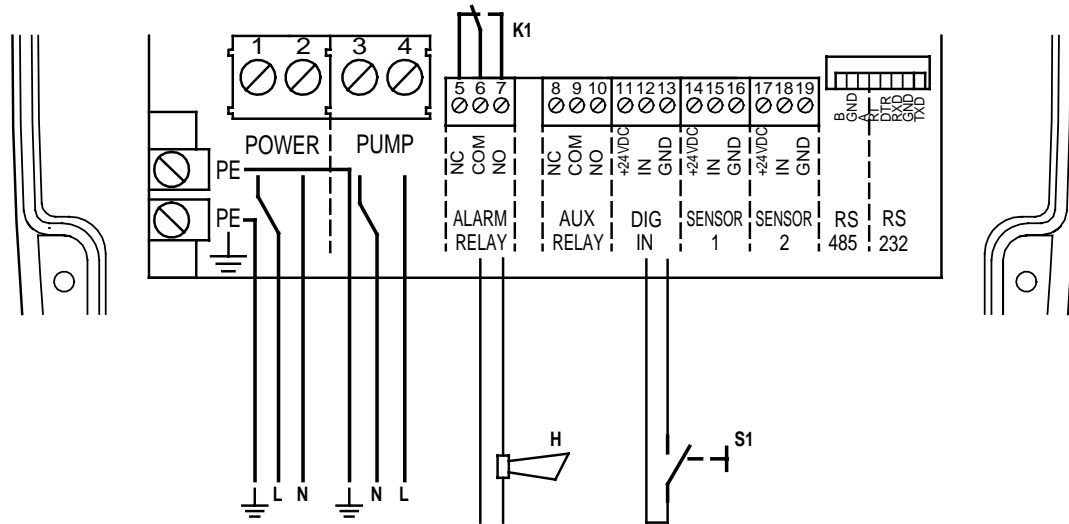 K1
1 2 3 4
5 6 7 8 9 10 11 12 13 14 15 16 17 18 19
B GND A RT DTR RXD GND TXD
POWER PUMP
NC COM NO NC COM NO +24VDC IN GND +24VDC IN GND +24VDC IN GND
PE
PE
ALARM RELAY
AUX RELAY
DIG IN
SENSOR 1
SENSOR 2
RS 485
RS 232
H
S1
L N N L